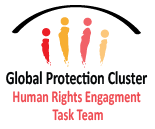 Global Protection Cluster
Human Rights Engagment
Task Team